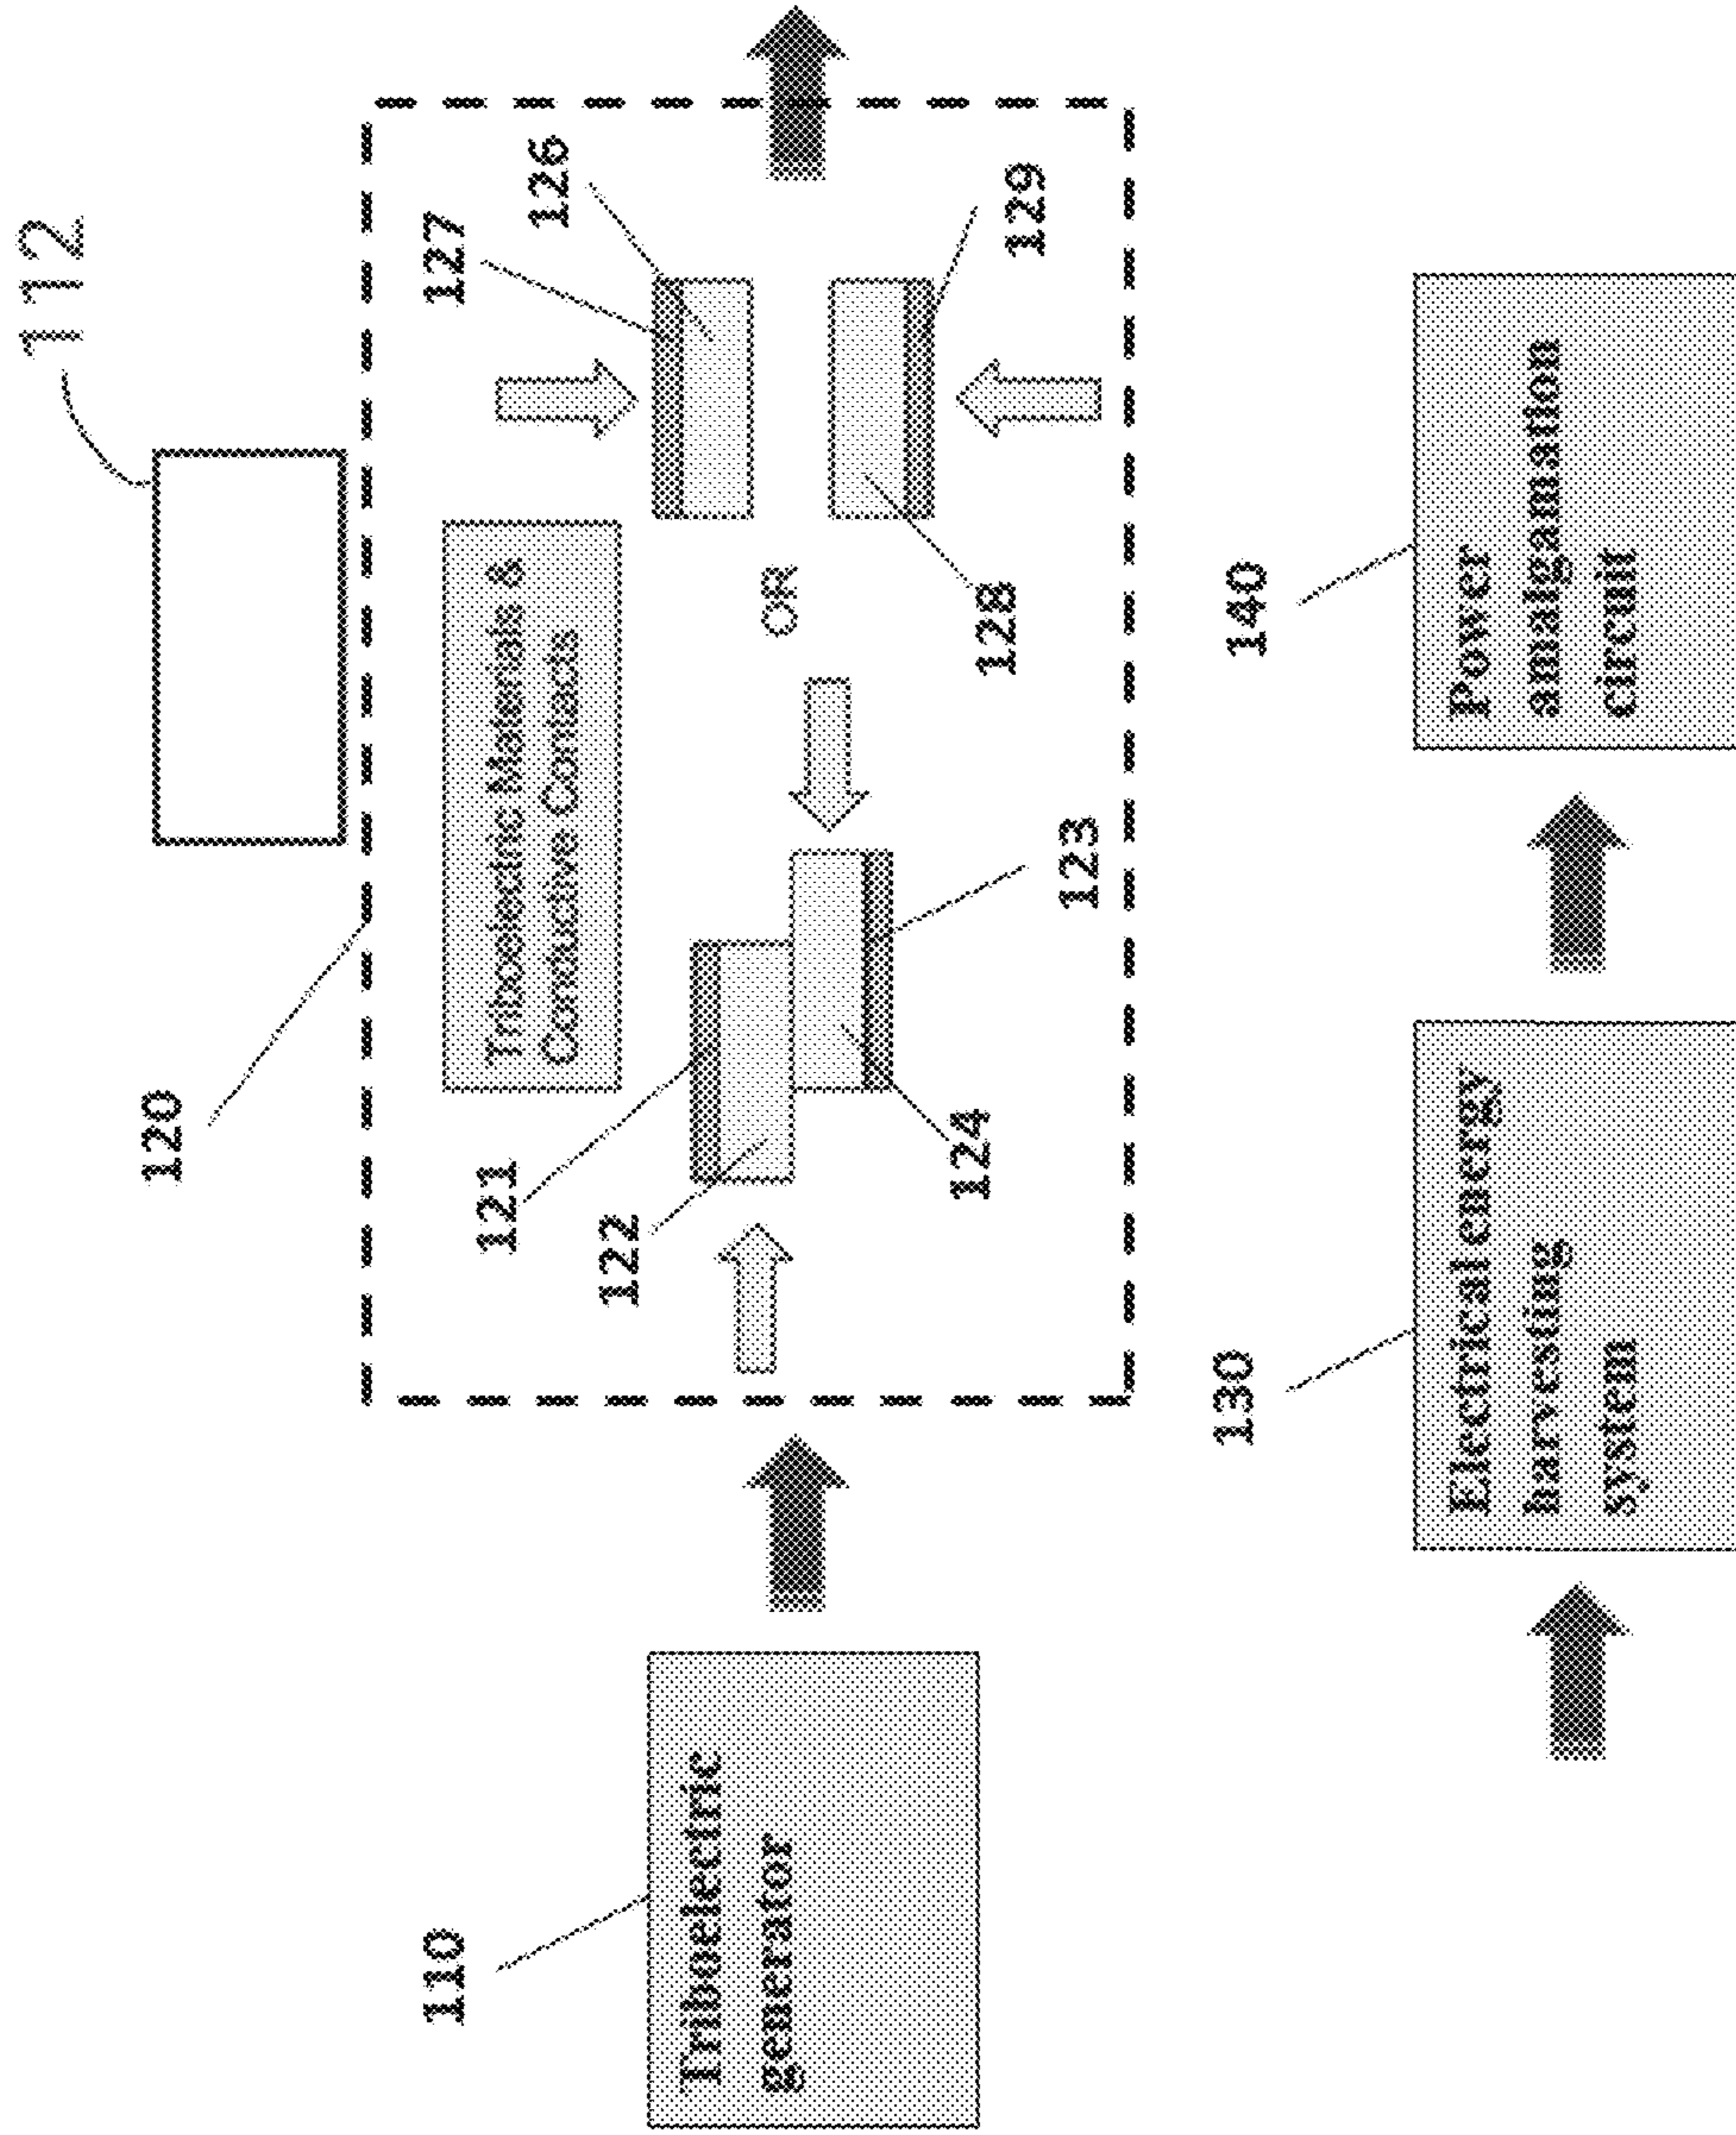 112
120
127
126
Triboelectric Materials &
Conductive Contacts
121
122
OR
128
129
124
123
110
Triboelectric
generator
130
Electrical energy
harvesting
system
140
Power
amalgamation
circuit